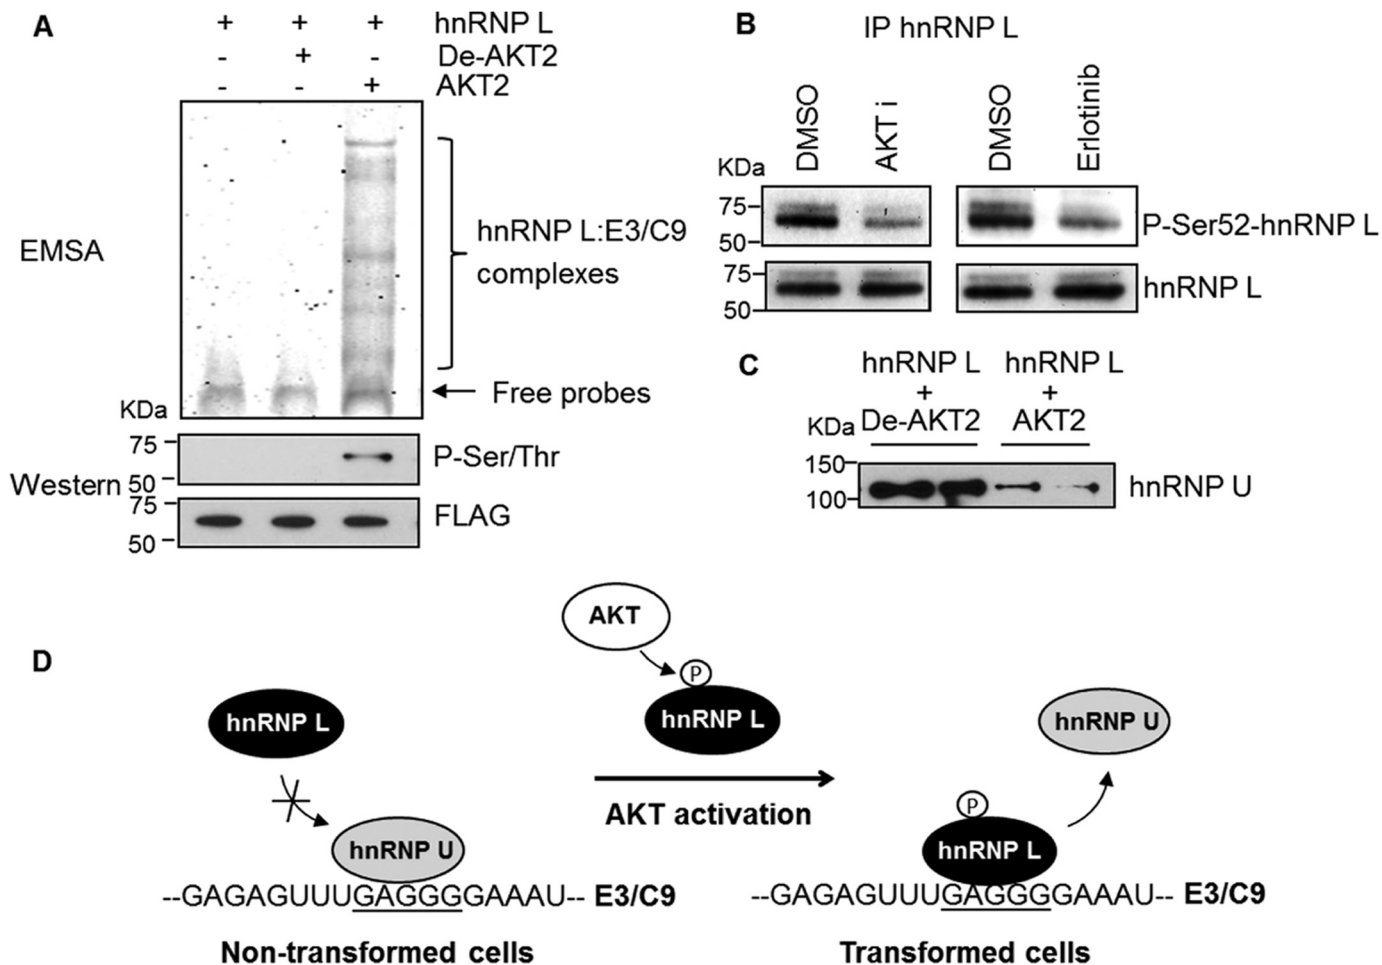 A
+ + + hnRNP L
- + - De-AKT2
- - + AKT2
EMSA
hnRNP L:E3/C9
complexes
Free probes
KDa
75
50
P-Ser/Thr
Western
75
50
FLAG
B
IP hnRNP L
DMSO
AKT i
DMSO
Erlotinib
KDa
75
50
P-Ser52-hnRNP L
75
50
hnRNP L
C
hnRNP L hnRNP L
+ +
KDa De-AKT2 AKT2
150
100
hnRNP U
D
AKT
P
hnRNP L
hnRNP L
hnRNP U
AKT activation
P
hnRNP U
hnRNP L
--GAGAGUUUGAGGGGAAAU-- E3/C9
--GAGAGUUUGAGGGGAAAU-- E3/C9
Non-transformed cells
Transformed cells